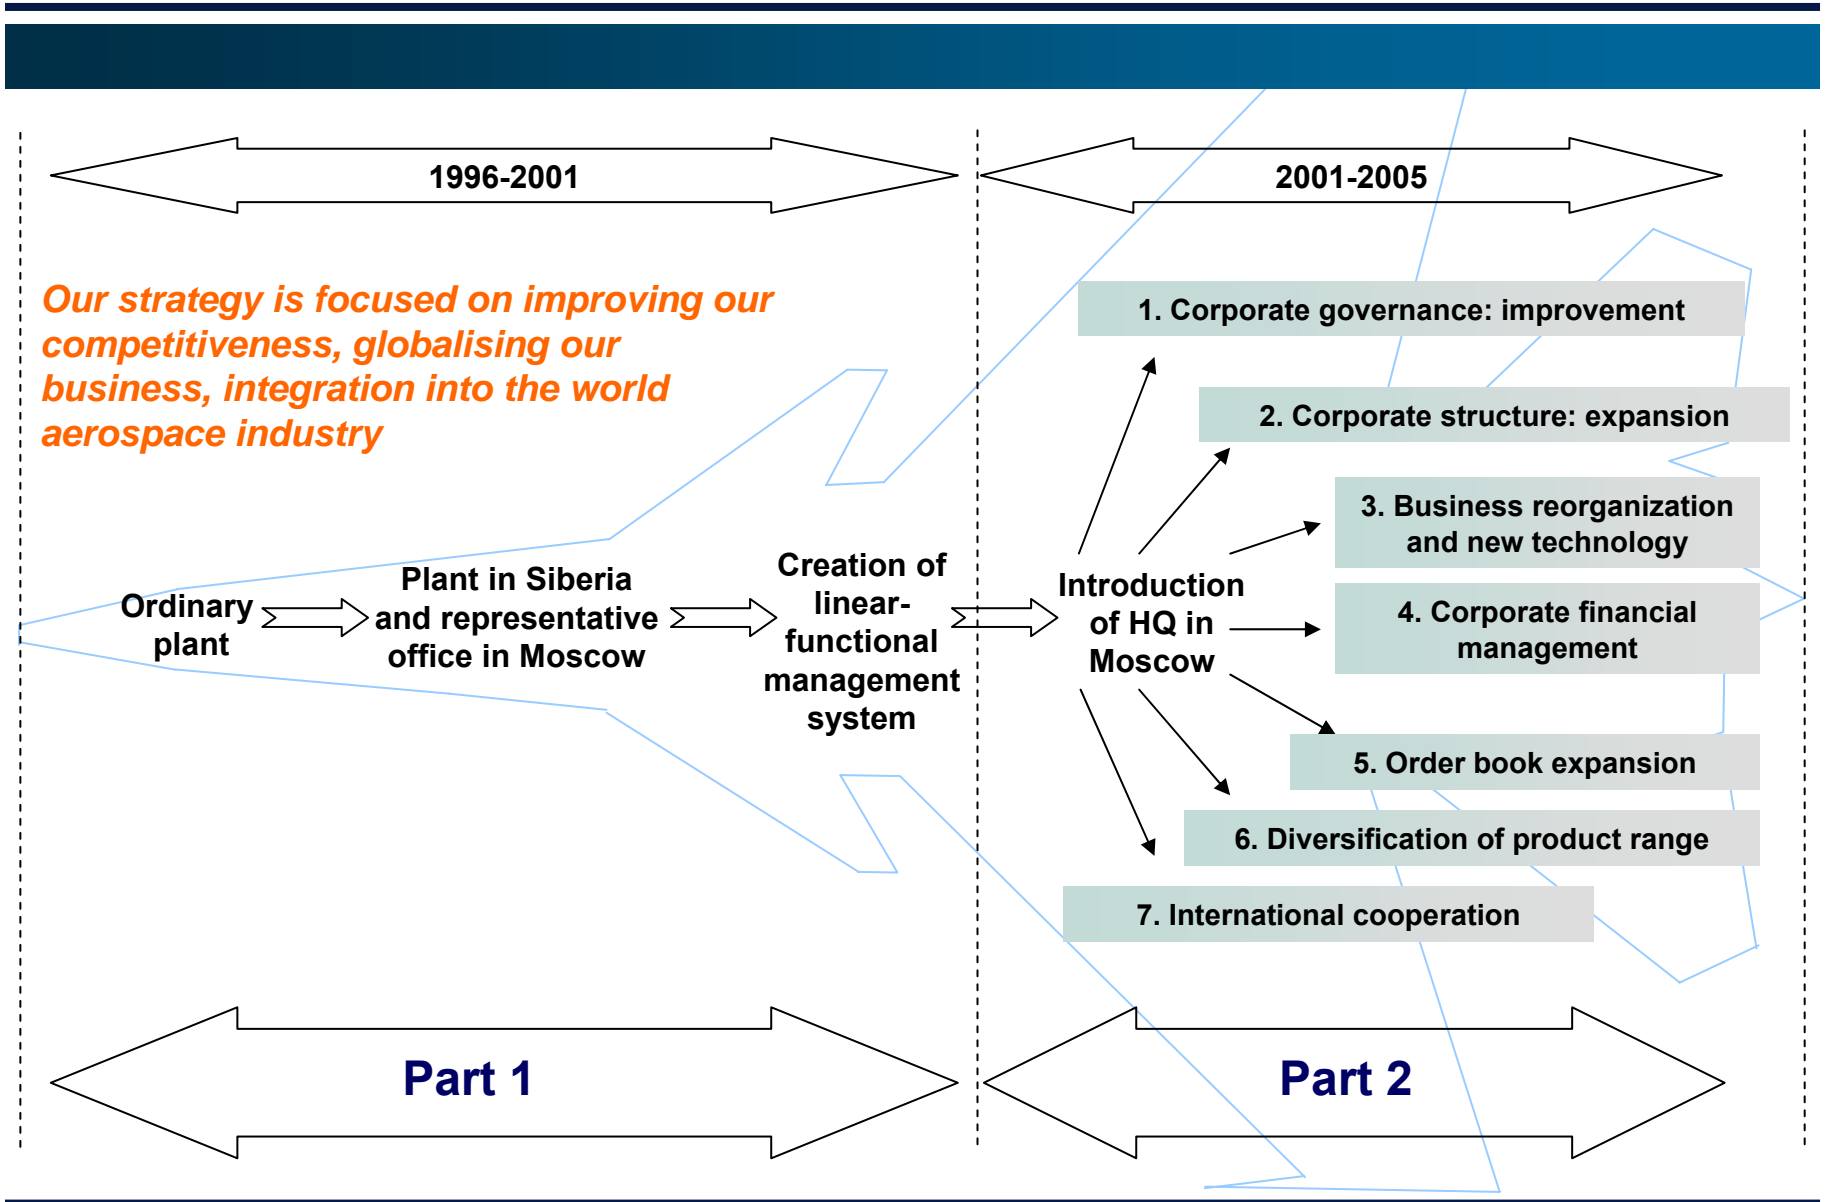 1996-2001
2001-2005
Our strategy is focused on improving our
competitiveness, globalising our
business, integration into the world
aerospace industry
Ordinary
plant
Plant in Siberia
and representative
office in Moscow
Creation of
linear-
functional
management
system
Introduction
of HQ in
Moscow
1. Corporate governance: improvement
2. Corporate structure: expansion
3. Business reorganization
and new technology
4. Corporate financial
management
5. Order book expansion
6. Diversification of product range
7. International cooperation
Part 1
Part 2